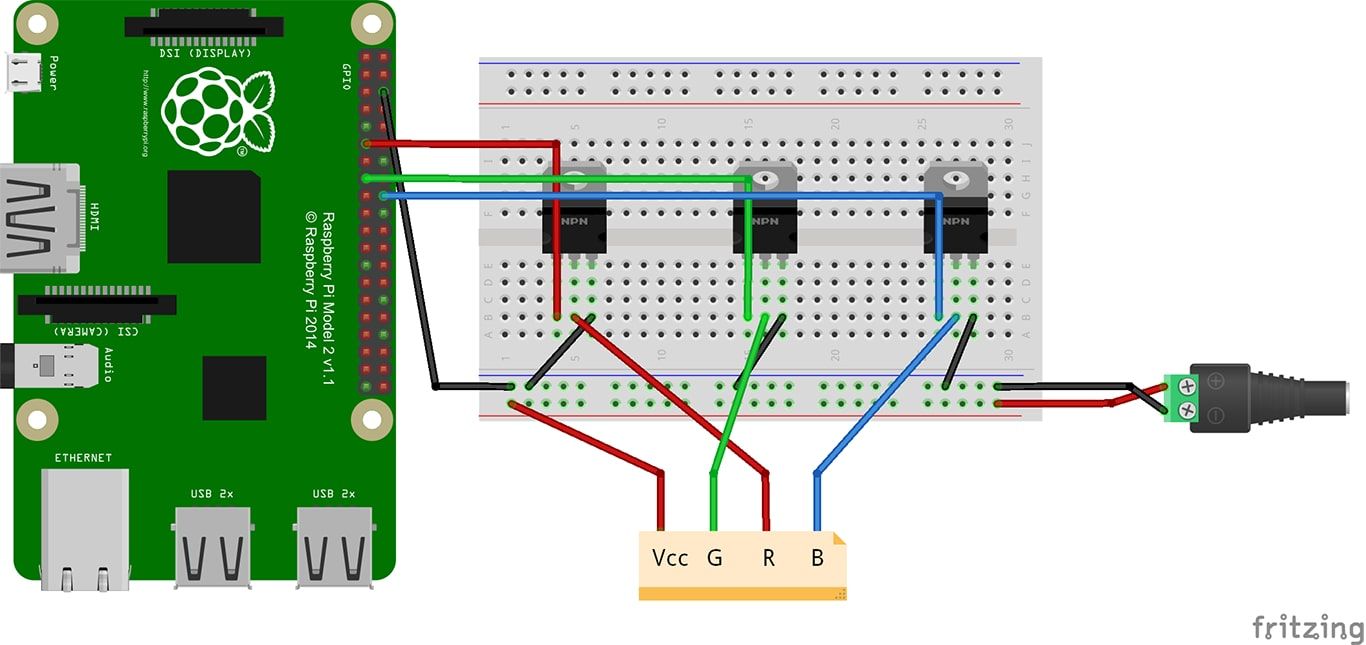 DSI (DISPLAY)
Power
GPIO
http://www.raspberrypi.org
TM
HDMI
Raspberry Pi Model 2 v1.1
© Raspberry Pi 2014
CSI (CAMERA)
Audio
ETHERNET
USB 2x
USB 2x
1 5 10 15 20 25 30
J
I
H
G
F
NPN NPN NPN
E
D
C
B
A
1 5 10 15 20 25 30
Vcc G R B
fritzing